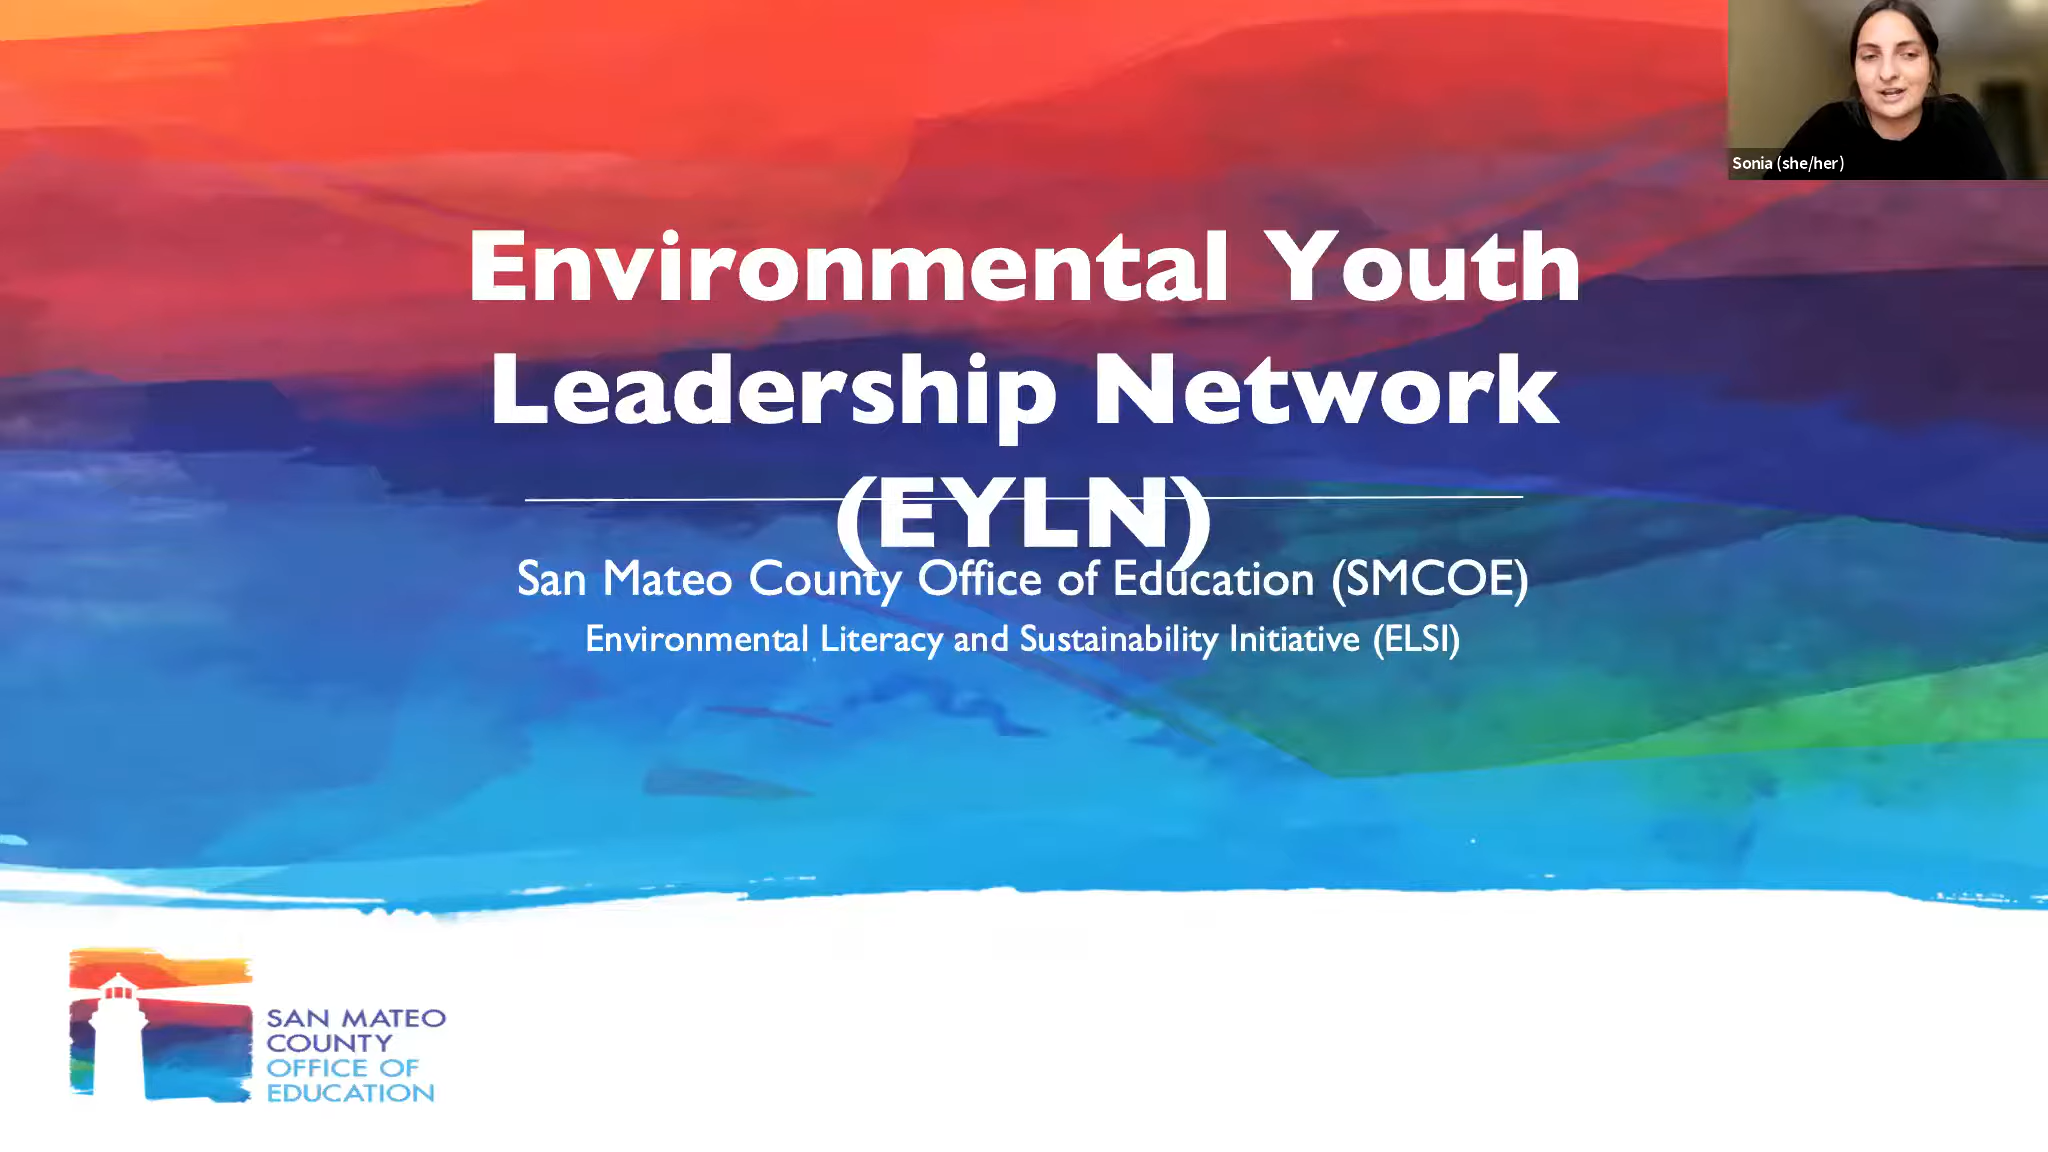 Sonia (she/her)
Environmental Youth
Leadership Network
(EYLN)
San Mateo County Office of Education (SMCOE)
Environmental Literacy and Sustainability Initiative (ELSI)
SAN MATEO
COUNTY
OFFICE OF
EDUCATION